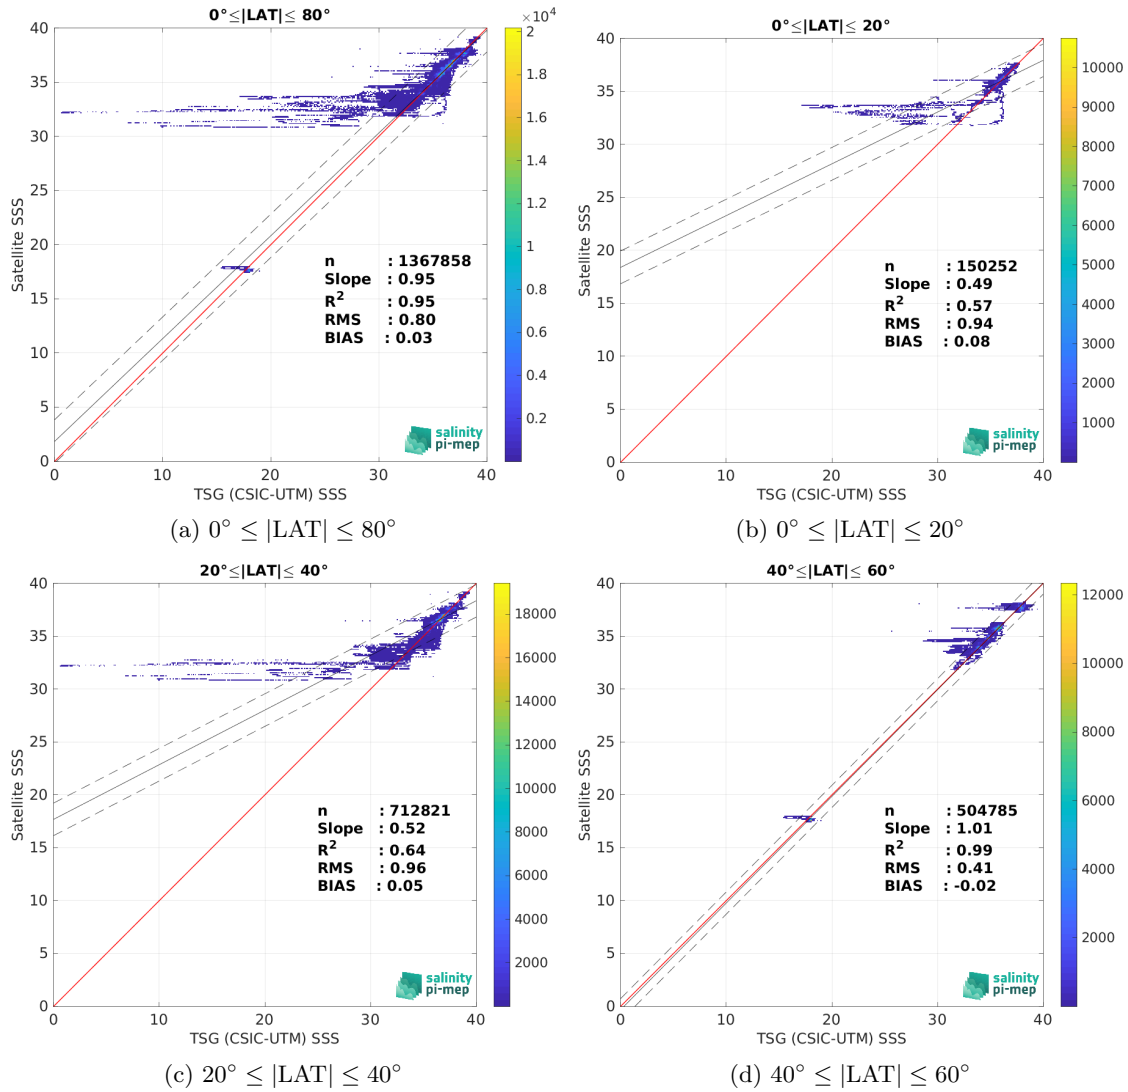 0°≤|LAT|≤ 80°
×10⁴
Satellite SSS
40
35
30
25
20
15
10
5
0
0 10 20 30 40
TSG (CSIC-UTM) SSS
n : 1367858
Slope : 0.95
R² : 0.95
RMS : 0.80
BIAS : 0.03
salinity
pi-mep
2
1.8
1.6
1.4
1.2
1
0.8
0.6
0.4
0.2
(a) 0° ≤ |LAT| ≤ 80°
0°≤|LAT|≤ 20°
Satellite SSS
40
35
30
25
20
15
10
5
0
0 10 20 30 40
TSG (CSIC-UTM) SSS
n : 150252
Slope : 0.49
R² : 0.57
RMS : 0.94
BIAS : 0.08
salinity
pi-mep
10000
9000
8000
7000
6000
5000
4000
3000
2000
1000
(b) 0° ≤ |LAT| ≤ 20°
20°≤|LAT|≤ 40°
Satellite SSS
40
35
30
25
20
15
10
5
0
0 10 20 30 40
TSG (CSIC-UTM) SSS
n : 712821
Slope : 0.52
R² : 0.64
RMS : 0.96
BIAS : 0.05
salinity
pi-mep
18000
16000
14000
12000
10000
8000
6000
4000
2000
(c) 20° ≤ |LAT| ≤ 40°
40°≤|LAT|≤ 60°
Satellite SSS
40
35
30
25
20
15
10
5
0
0 10 20 30 40
TSG (CSIC-UTM) SSS
n : 504785
Slope : 1.01
R² : 0.99
RMS : 0.41
BIAS : -0.02
salinity
pi-mep
12000
10000
8000
6000
4000
2000
(d) 40° ≤ |LAT| ≤ 60°